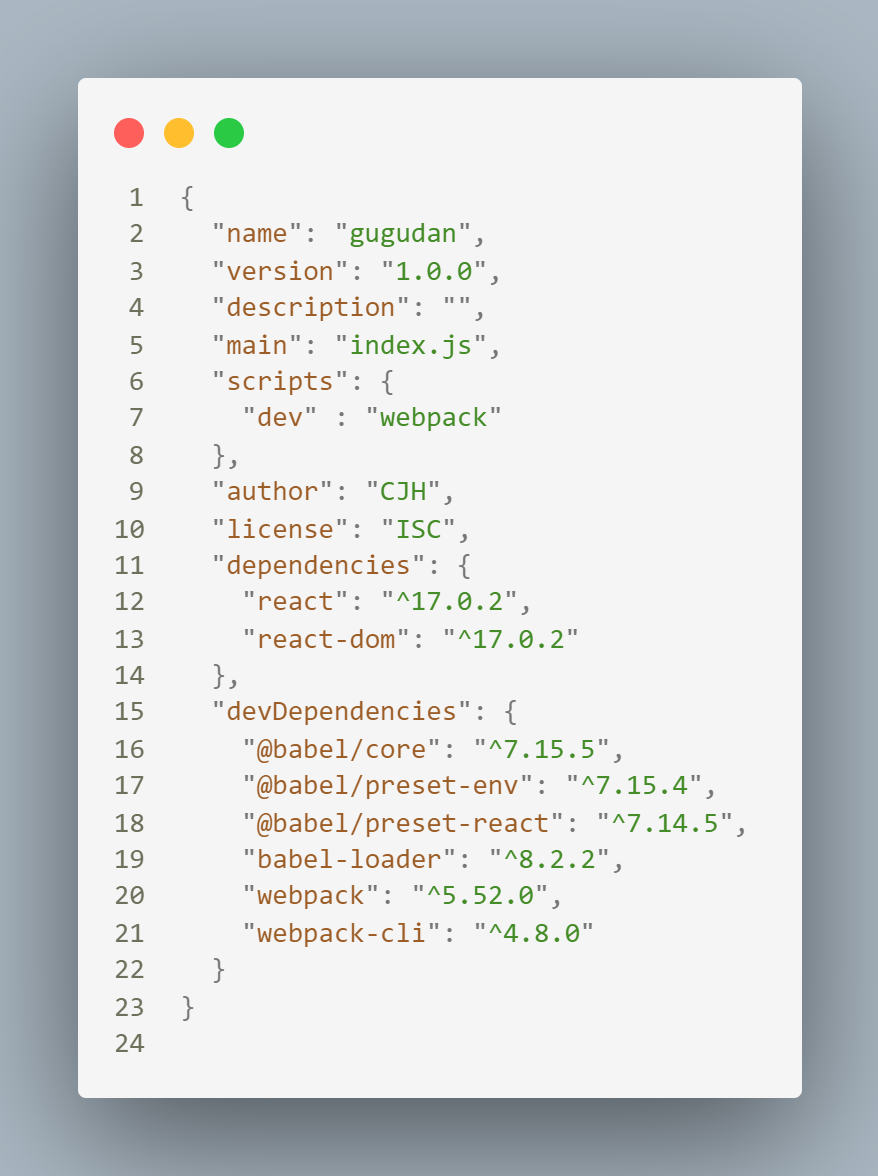 1 {
2   "name": "gugudan",
3   "version": "1.0.0",
4   "description": "",
5   "main": "index.js",
6   "scripts": {
7     "dev" : "webpack"
8   },
9   "author": "CJH",
10   "license": "ISC",
11   "dependencies": {
12     "react": "^17.0.2",
13     "react-dom": "^17.0.2"
14   },
15   "devDependencies": {
16     "@babel/core": "^7.15.5",
17     "@babel/preset-env": "^7.15.4",
18     "@babel/preset-react": "^7.14.5",
19     "babel-loader": "^8.2.2",
20     "webpack": "^5.52.0",
21     "webpack-cli": "^4.8.0"
22   }
23 }
24